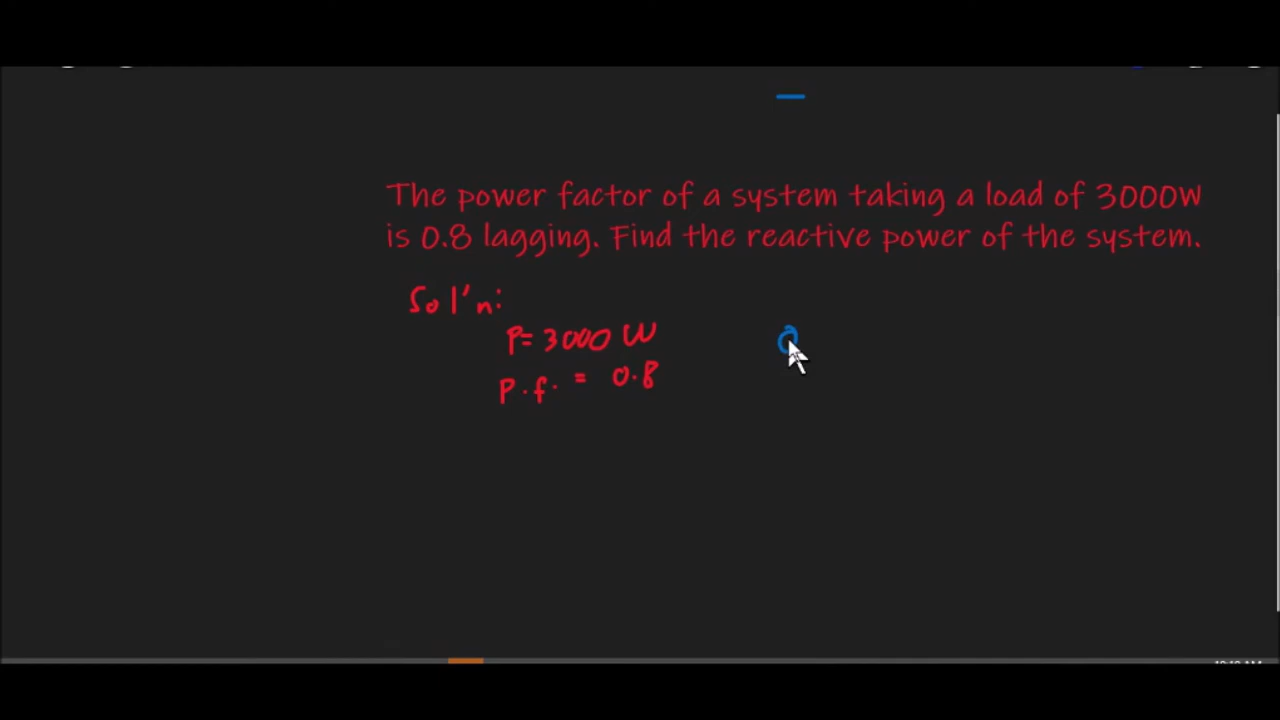 The power factor of a system taking a load of 3000W
is 0.8 lagging. Find the reactive power of the system.
Sol'n:
P= 3000 W
P.f. = 0.8